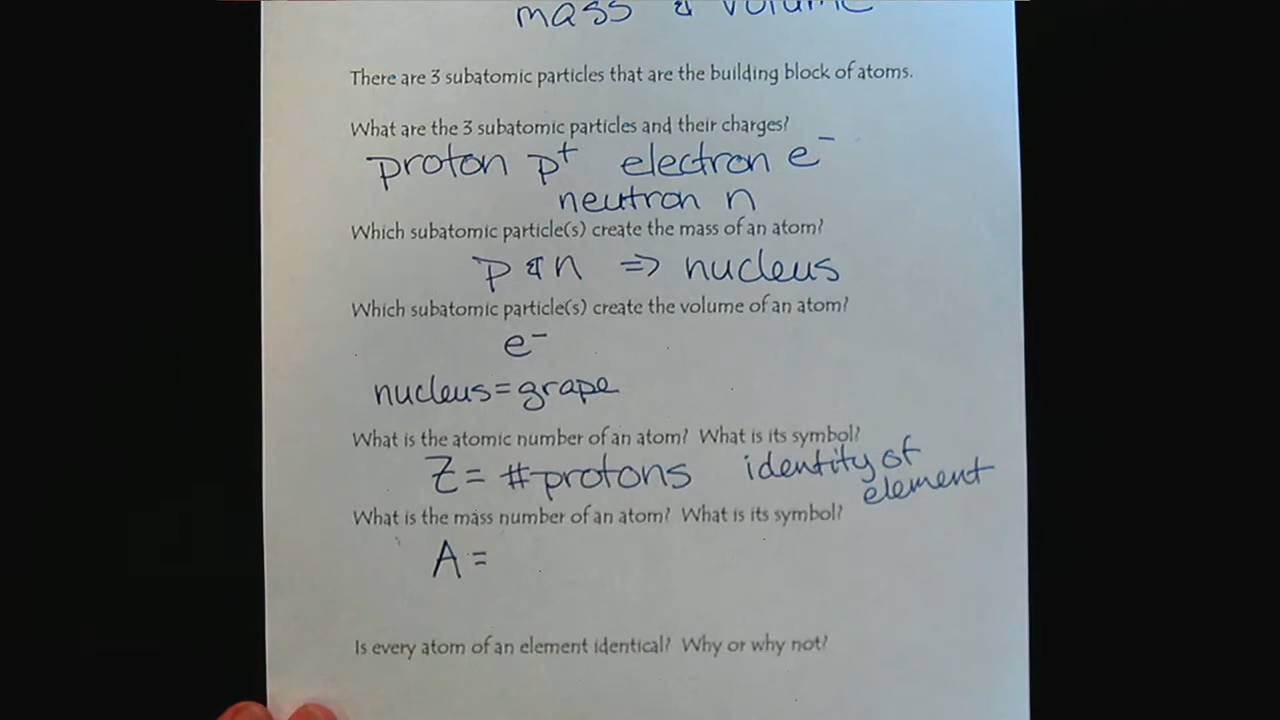 mass & volume
There are 3 subatomic particles that are the building block of atoms.
What are the 3 subatomic particles and their charges?
proton p⁺ electron e⁻
neutron n
Which subatomic particle(s) create the mass of an atom?
p & n ⇒ nucleus
Which subatomic particle(s) create the volume of an atom?
e⁻
nucleus = grape
What is the atomic number of an atom? What is its symbol?
Z = # protons identity of
element
What is the mass number of an atom? What is its symbol?
A =
Is every atom of an element identical? Why or why not?